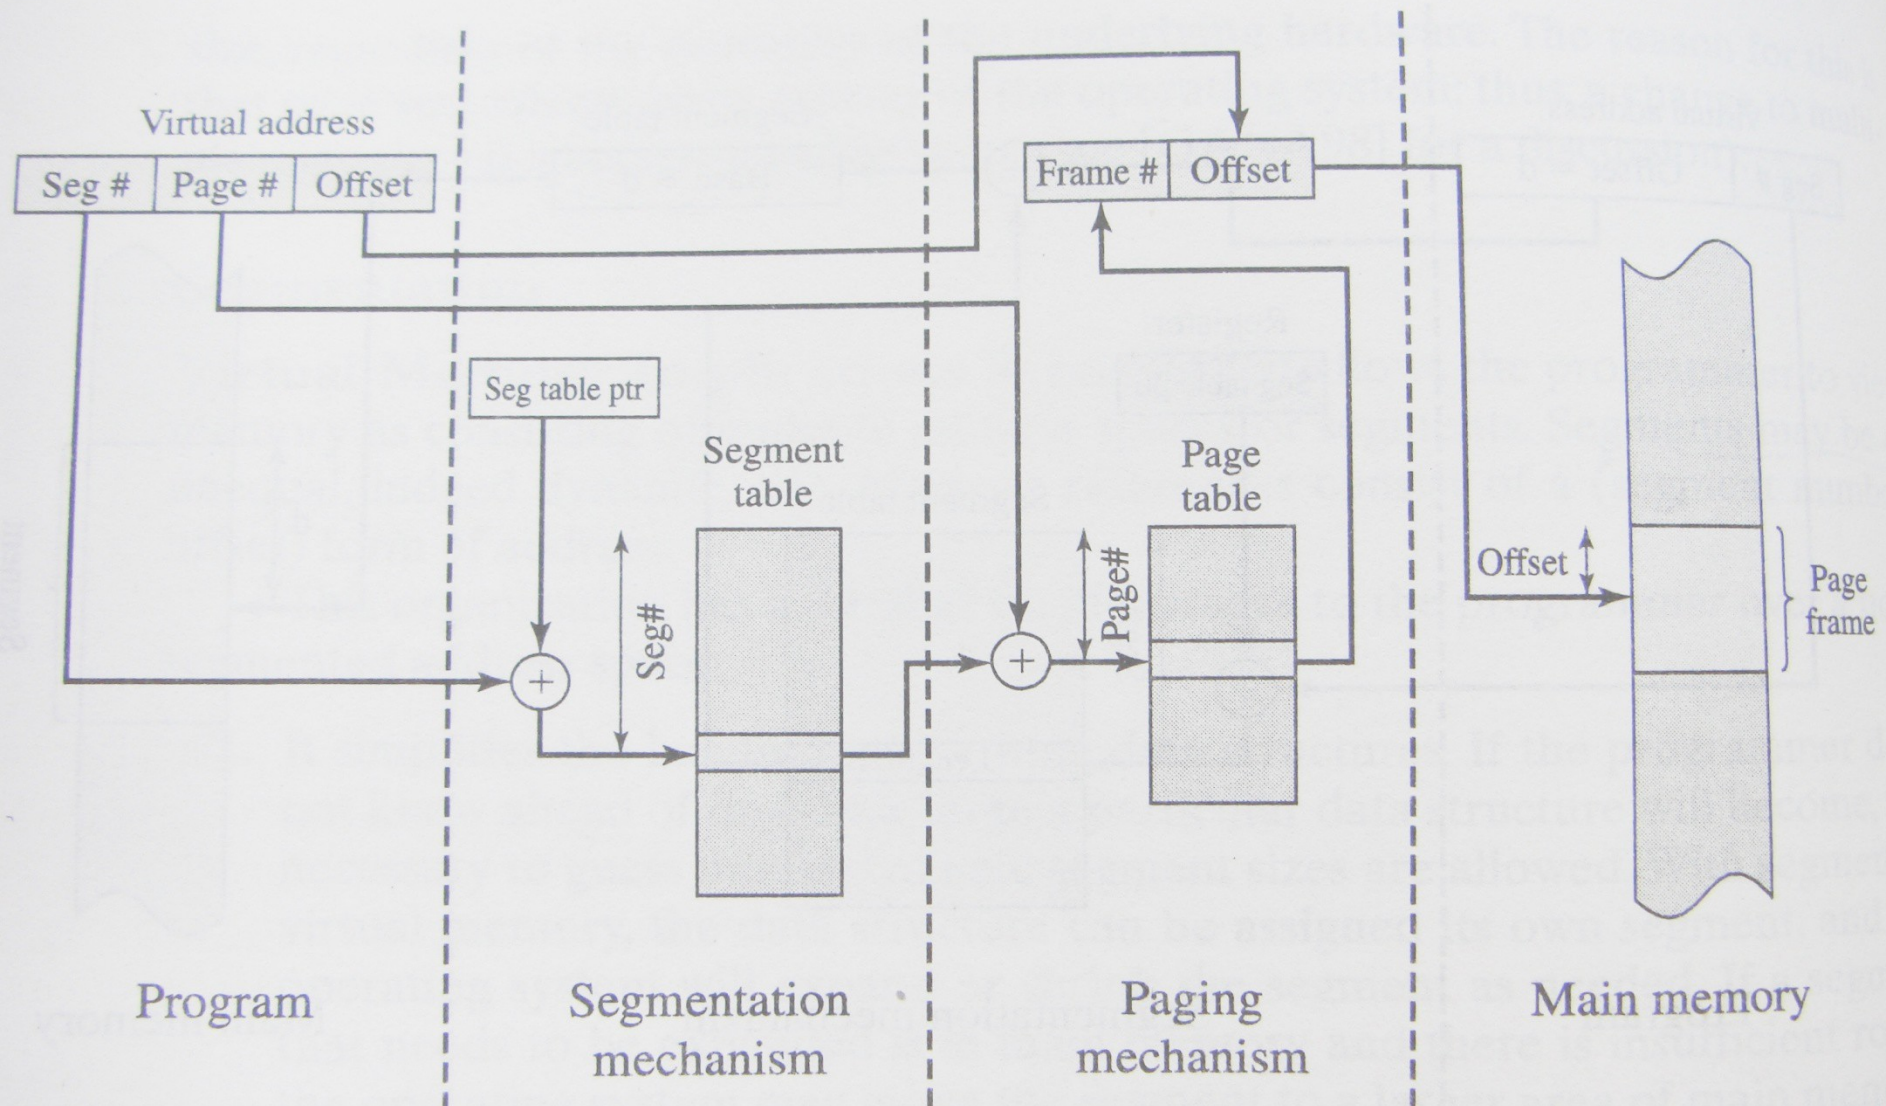 Virtual address
Seg #
Page #
Offset
Frame #
Offset
Seg table ptr
Segment
table
Seg#
Page
table
Page#
Offset
Page
frame
Program
Segmentation
mechanism
Paging
mechanism
Main memory